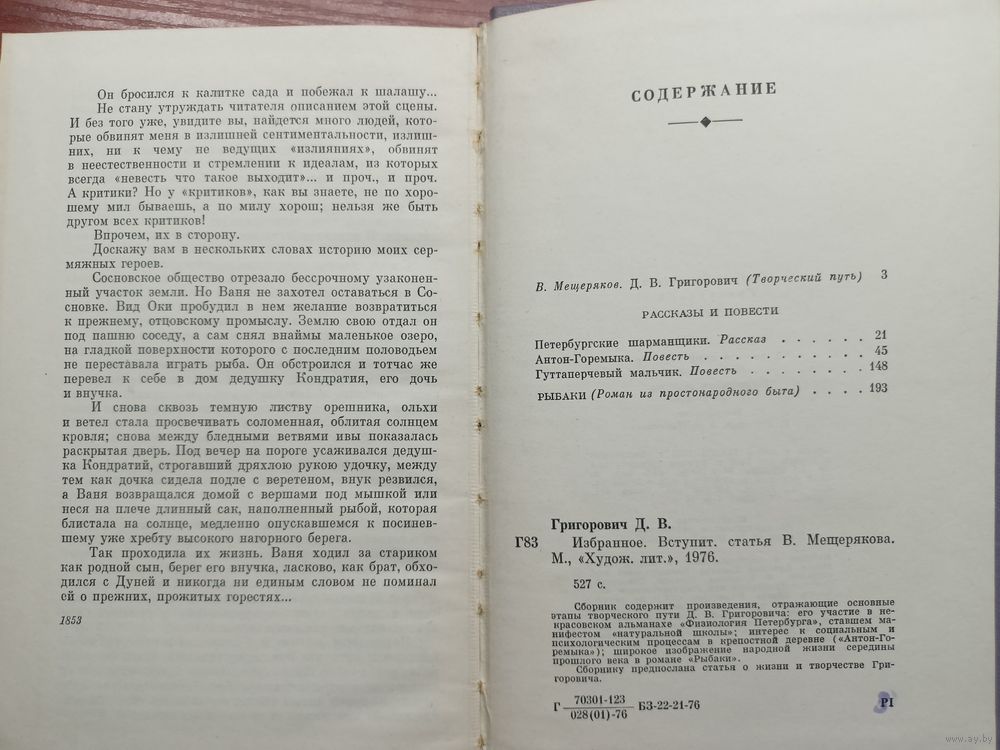 Он бросился к калитке сада и побежал к шалашу...
Не стану утруждать читателя описанием этой сцены.
И без того уже, увидите вы, найдется много людей, кото-
рые обвинят меня в излишней сентиментальности, излиш-
них, ни к чему не ведущих «излияниях», обвинят
в неестественности и стремлении к идеалам, из которых
всегда «невесть что такое выходит»... и проч., и проч.
А критики? Но у «критиков», как вы знаете, не по хоро-
шему мил бываешь, а по милу хорош; нельзя же быть
другом всех критиков!
Впрочем, их в сторону.
Доскажу вам в нескольких словах историю моих сер-
мяжных героев.
Сосновское общество отрезало бессрочному узаконен-
ный участок земли. Но Ваня не захотел оставаться в Со-
сновке. Вид Оки пробудил в нем желание возвратиться
к прежнему, отцовскому промыслу. Землю свою отдал он
под пашню соседу, а сам снял внаймы маленькое озеро,
на гладкой поверхности которого с последним половодьем
не переставала играть рыба. Он обстроился и тотчас же
перевел к себе в дом дедушку Кондратия, его дочь
и внучка.
И снова сквозь темную листву орешника, ольхи
и ветел стала просвечивать соломенная, облитая солнцем
кровля; снова между бледными ветвями ивы показалась
раскрытая дверь. Под вечер на пороге усаживался дедуш-
ка Кондратий, строгавший дряхлою рукою удочку, между
тем как дочка сидела подле с веретеном, внук резвился,
а Ваня возвращался домой с вершами под мышкой или
неся на плече длинный сак, наполненный рыбой, которая
блистала на солнце, медленно опускавшемся к посинев-
шему уже хребту высокого нагорного берега.
Так проходила их жизнь. Ваня ходил за стариком
как родной сын, берег его внучка, ласково, как брат, обхо-
дился с Дуней и никогда ни единым словом не поминал
ей о прежних, прожитых горестях...
1853
СОДЕРЖАНИЕ
В. Мещеряков. Д. В. Григорович (Творческий путь) 3
РАССКАЗЫ И ПОВЕСТИ
Петербургские шарманщики. Рассказ . . . . . . 21
Антон-Горемыка. Повесть . . . . . . . . . . . 45
Гуттаперчевый мальчик. Повесть . . . . . . . . 148
РЫБАКИ (Роман из простонародного быта) . . . . 193
Григорович Д. В.
Г83 Избранное. Вступит. статья В. Мещерякова.
М., «Худож. лит.», 1976.
527 с.
Сборник содержит произведения, отражающие основные
этапы творческого пути Д. В. Григоровича: его участие в не-
красовском альманахе «Физиология Петербурга», ставшем ма-
нифестом «натуральной школы»; интерес к социальным и
психологическим процессам в крепостной деревне («Антон-Го-
ремыка»); широкое изображение народной жизни середины
прошлого века в романе «Рыбаки».
Сборнику предпослана статья о жизни и творчестве Гри-
горовича.
Г 70301-123
028(01)-76 БЗ-22-21-76
Р1
www.ay.by